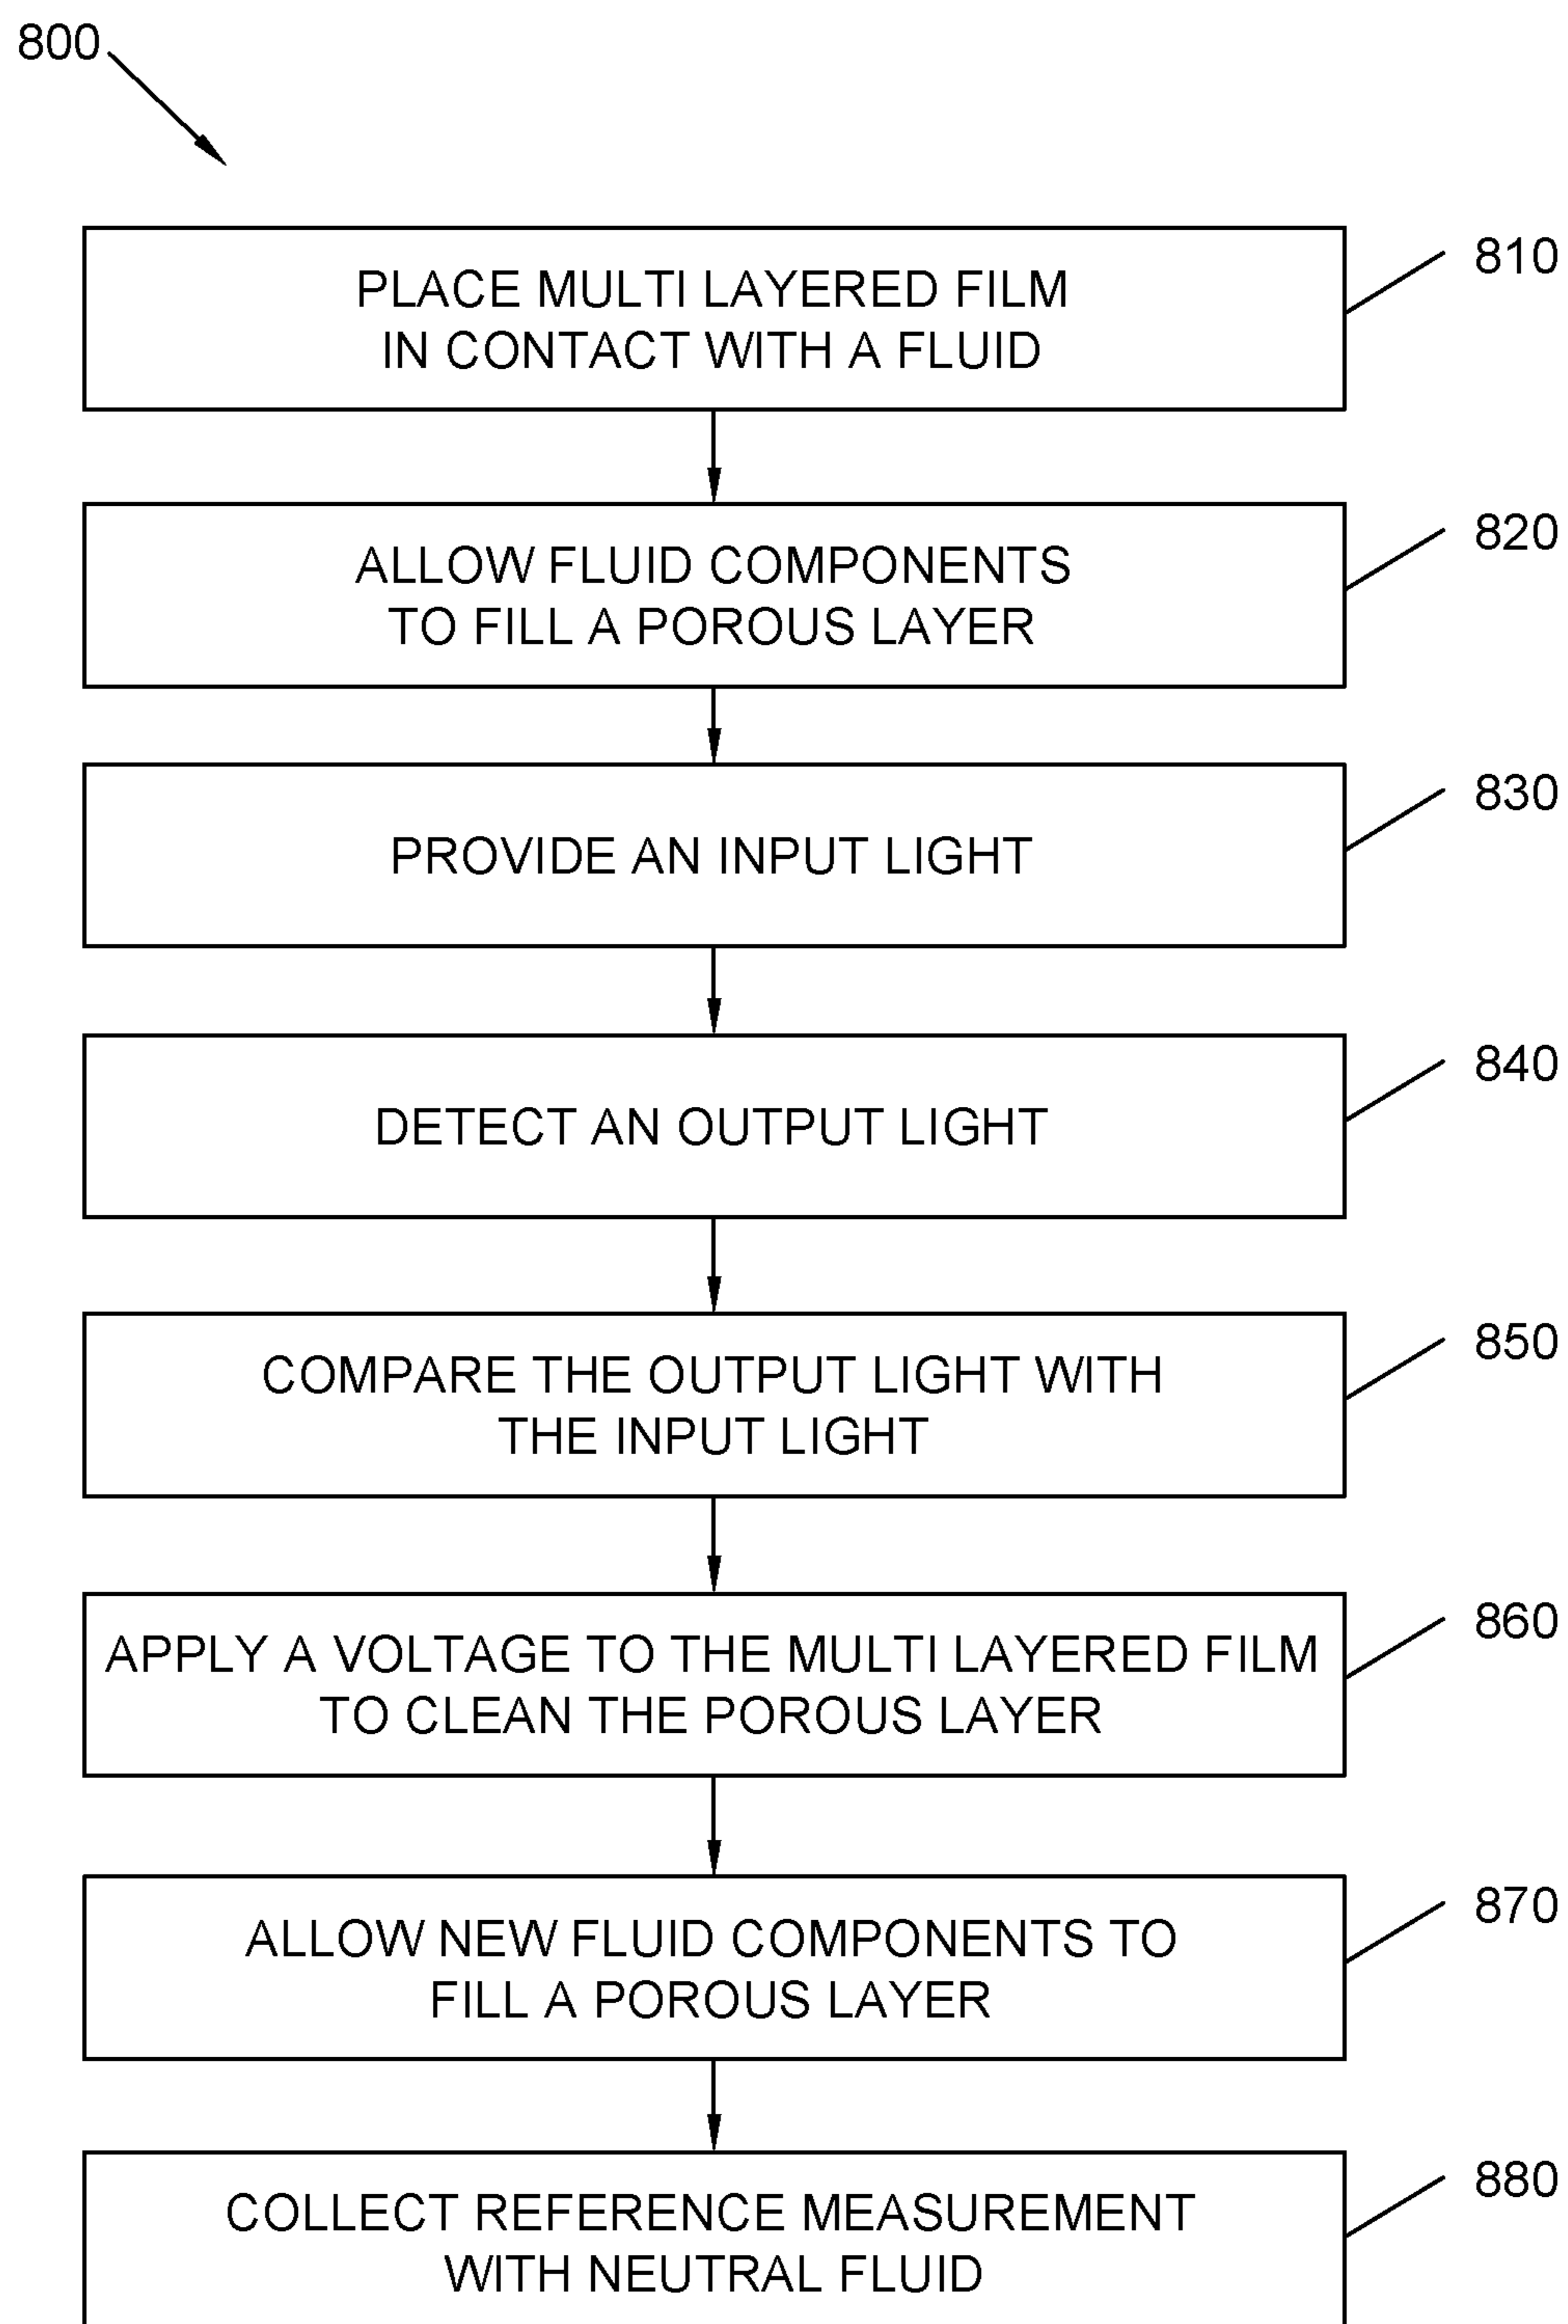 800
810
PLACE MULTI LAYERED FILM
IN CONTACT WITH A FLUID
820
ALLOW FLUID COMPONENTS
TO FILL A POROUS LAYER
830
PROVIDE AN INPUT LIGHT
840
DETECT AN OUTPUT LIGHT
850
COMPARE THE OUTPUT LIGHT WITH
THE INPUT LIGHT
860
APPLY A VOLTAGE TO THE MULTI LAYERED FILM
TO CLEAN THE POROUS LAYER
870
ALLOW NEW FLUID COMPONENTS TO
FILL A POROUS LAYER
880
COLLECT REFERENCE MEASUREMENT
WITH NEUTRAL FLUID